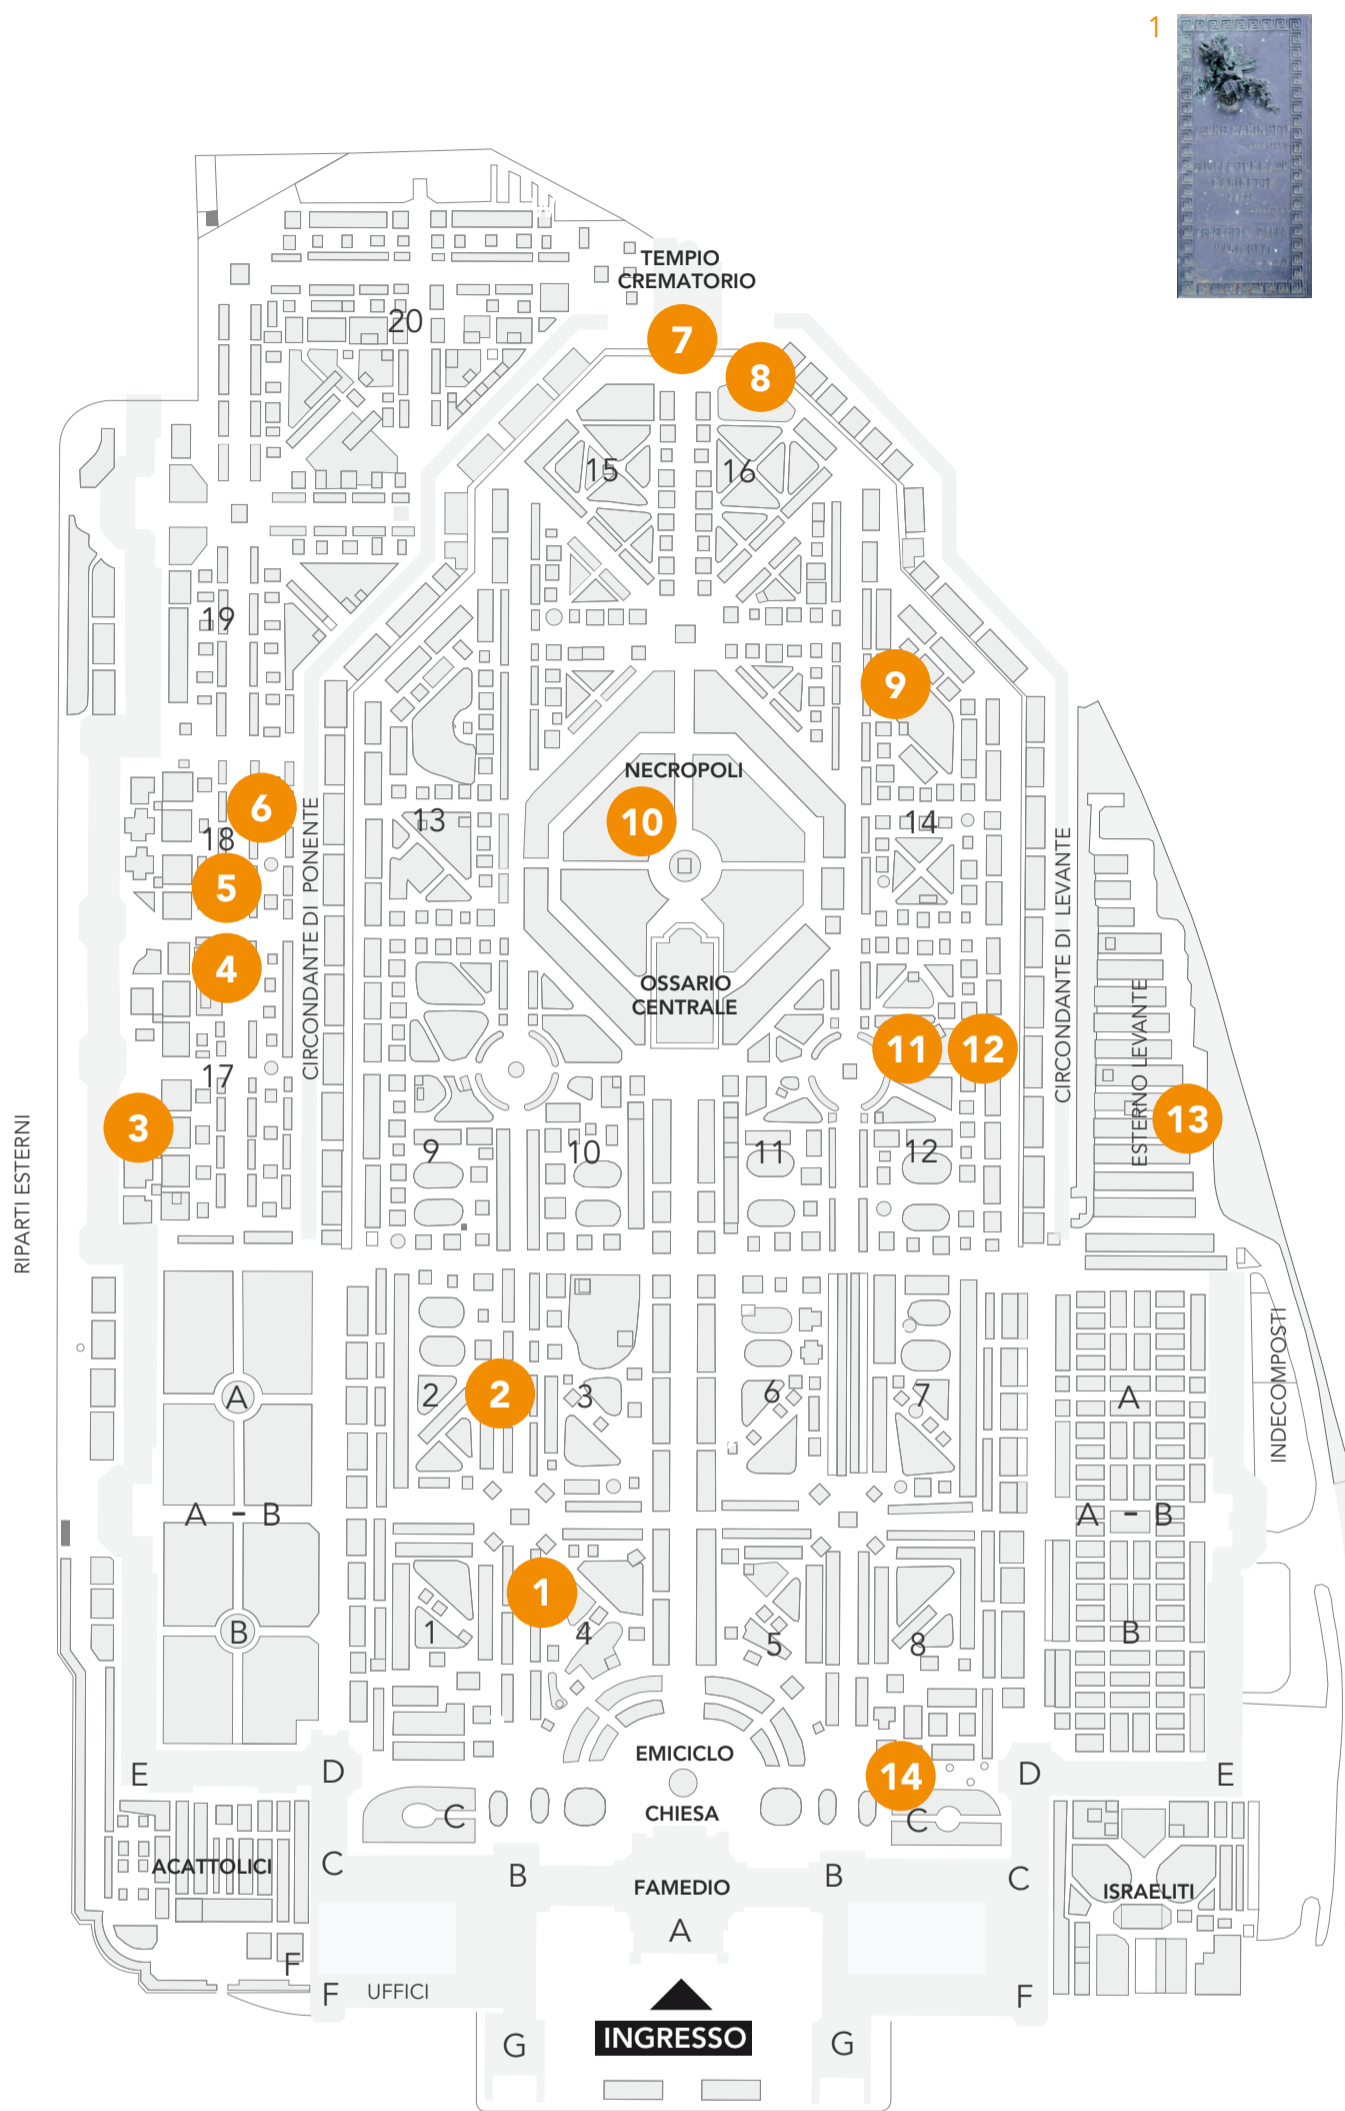 1
TEMPIO
CREMATORIO
20
7
8
15
16
19
9
NECROPOLI
6
10
13
14
18
5
CIRCONDANTE DI PONENTE
CIRCONDANTE DI LEVANTE
4
OSSARIO
CENTRALE
ESTERNO LEVANTE
11
12
17
3
13
RIPARTI ESTERNI
9
10
11
12
INDECOMPOSTI
A
2
2
3
6
7
A
A - B
A - B
1
B
1
4
5
8
B
EMICICLO
E
D
14
D
E
CHIESA
C
C
ACATTOLICI
C
B
FAMEDIO
B
C
ISRAELITI
A
F
F
UFFICI
F
INGRESSO
G
G